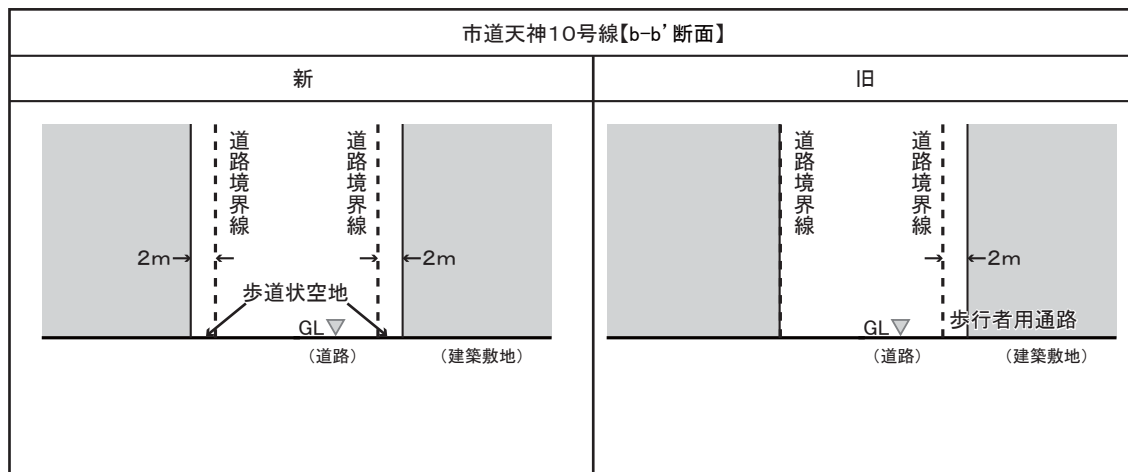 市道天神10号線【b-b’断面】
新
旧
道路境界線
道路境界線
2m
2m
歩道状空地
GL
(道路)
(建築敷地)
道路境界線
道路境界線
2m
GL
歩行者用通路
(道路)
(建築敷地)